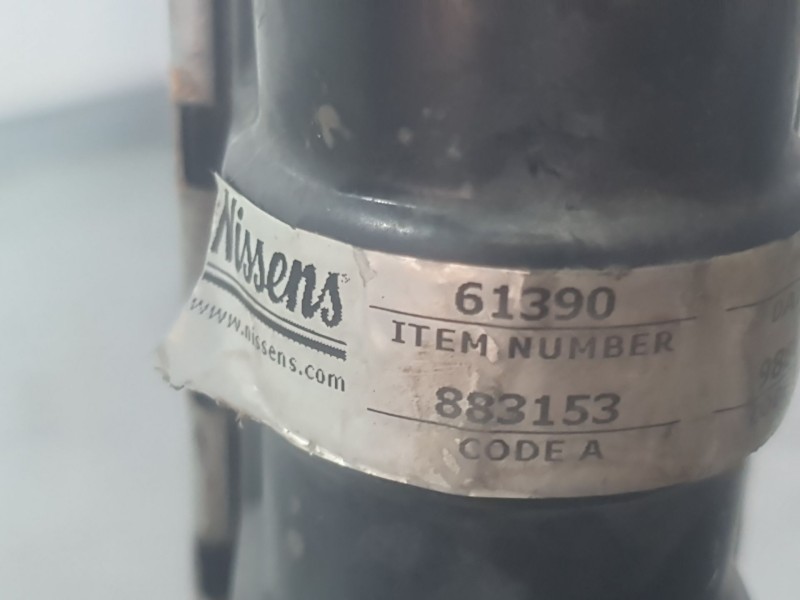 Nissens
www.nissens.com
61390
ITEM NUMBER
883153
CODE A